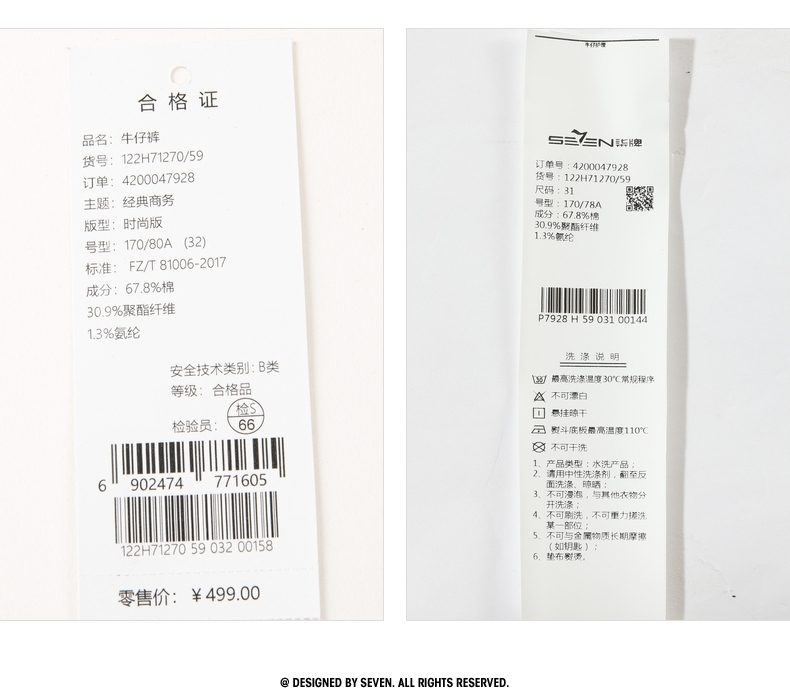 合格证
品名：牛仔裤
货号：122H71270/59
订单：4200047928
主题：经典商务
版型：时尚版
号型：170/80A （32）
标准： FZ/T 81006-2017
成分：67.8%棉
30.9%聚酯纤维
1.3%氨纶
安全技术类别：B类
等级：合格品
检验员：
检S
66
6 902474 771605
122H71270 59 032 00158
零售价：￥499.00
牛仔护理
SEVEN柒牌
订单号：4200047928
货号：122H71270/59
尺码：31
号型：170/78A
成分：67.8%棉
30.9%聚酯纤维
1.3%氨纶
P7928 H 59 031 00144
洗涤说明
30
最高洗涤温度30℃常规程序
不可漂白
悬挂晾干
熨斗底板最高温度110℃
不可干洗
1、产品类型：水洗产品；
2、请用中性洗涤剂，翻至反
面洗涤、晾晒；
3、不可浸泡，与其他衣物分
开洗涤；
4、不可刷洗，不可重力搓洗
某一部位；
5、不可与金属物质长期摩擦
（如钥匙）；
6、垫布熨烫。
@ DESIGNED BY SEVEN. ALL RIGHTS RESERVED.